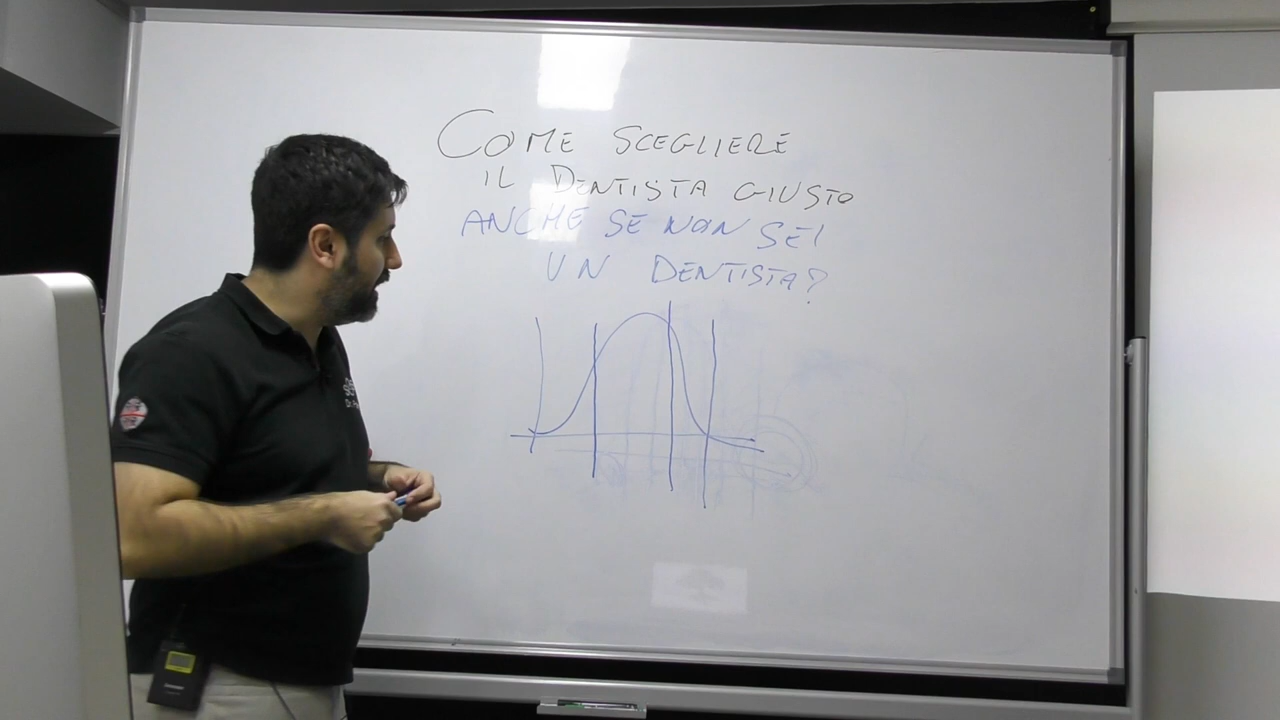 COME SCEGLIERE
IL DENTISTA GIUSTO
ANCHE SE NON SEI
UN DENTISTA?